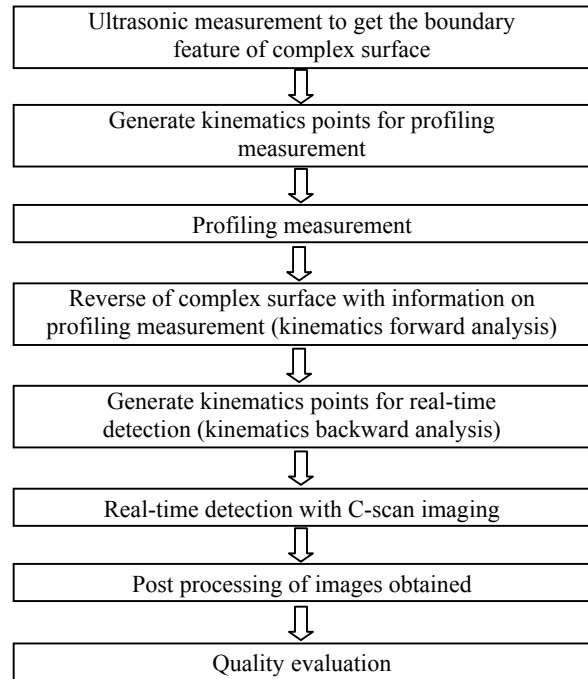 Ultrasonic measurement to get the boundary
feature of complex surface
Generate kinematics points for profiling
measurement
Profiling measurement
Reverse of complex surface with information on
profiling measurement (kinematics forward analysis)
Generate kinematics points for real-time
detection (kinematics backward analysis)
Real-time detection with C-scan imaging
Post processing of images obtained
Quality evaluation